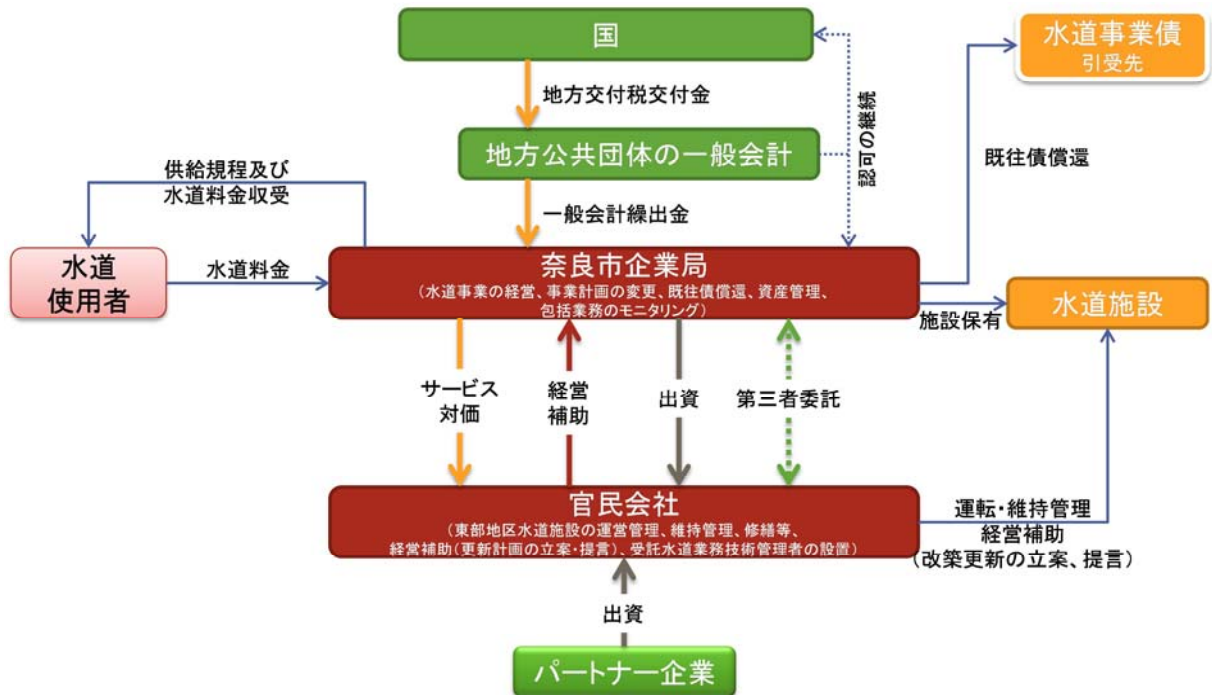 国
水道事業債
引受先
地方交付税交付金
認可の継続
地方公共団体の一般会計
既往債償還
供給規程及び
水道料金収受
一般会計繰出金
水道
使用者
水道料金
奈良市企業局
(水道事業の経営、事業計画の変更、既往債償還、資産管理、
包括業務のモニタリング)
施設保有
水道施設
サービス
対価
経営
補助
出資
第三者委託
官民会社
(東部地区水道施設の運営管理、維持管理、修繕等、
経営補助(更新計画の立案・提言)、受託水道業務技術管理者の設置)
運転・維持管理
経営補助
(改築更新の立案、提言)
出資
パートナー企業